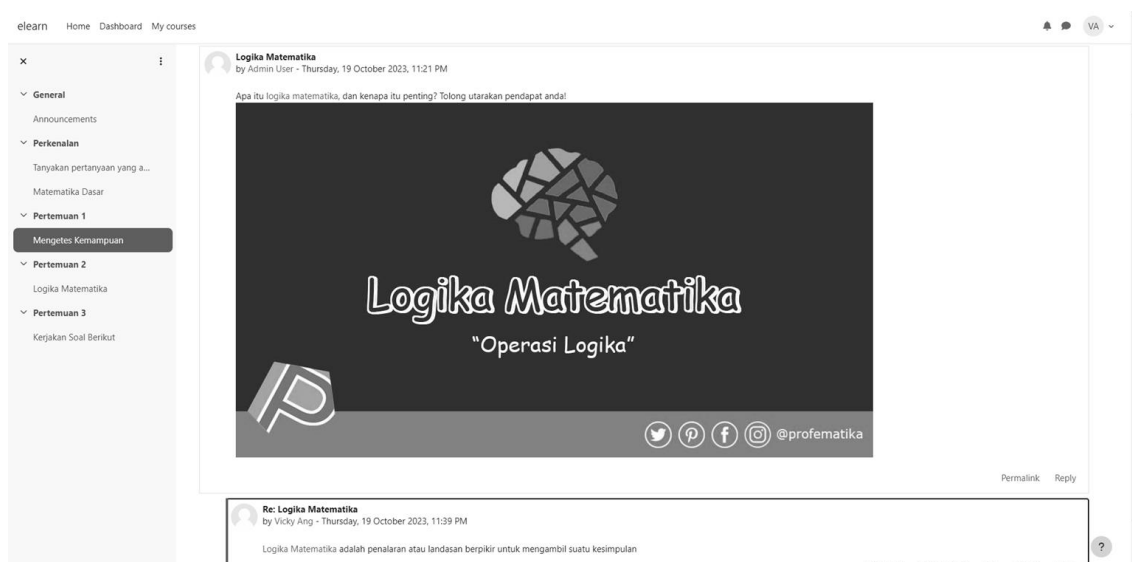 elearn Home Dashboard My courses VA
General
Announcements
Perkenalan
Tanyakan pertanyaan yang a...
Matematika Dasar
Pertemuan 1
Mengetes Kemampuan
Pertemuan 2
Logika Matematika
Pertemuan 3
Kerjakan Soal Berikut
Logika Matematika
by Admin User - Thursday, 19 October 2023, 11:21 PM
Apa itu logika matematika, dan kenapa itu penting? Tolong utarakan pendapat anda!
Logika Matematika
"Operasi Logika"
P
@profematika
Permalink Reply
Re: Logika Matematika
by Vicky Ang - Thursday, 19 October 2023, 11:39 PM
Logika Matematika adalah penalaran atau landasan berpikir untuk mengambil suatu kesimpulan
?